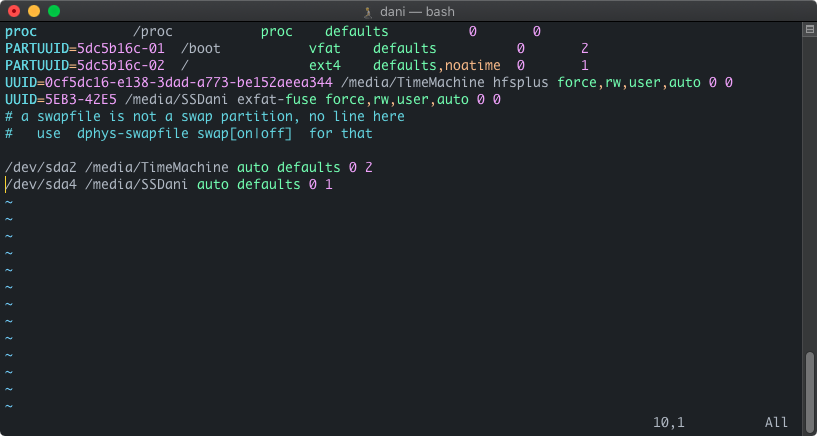 dani — bash
proc /proc proc defaults 0 0
PARTUUID=5dc5b16c-01 /boot vfat defaults 0 2
PARTUUID=5dc5b16c-02 / ext4 defaults,noatime 0 1
UUID=0cf5dc16-e138-3dad-a773-be152aeea344 /media/TimeMachine hfsplus force,rw,user,auto 0 0
UUID=5EB3-42E5 /media/SSDani exfat-fuse force,rw,user,auto 0 0
# a swapfile is not a swap partition, no line here
#   use  dphys-swapfile swap[on|off]  for that
/dev/sda2 /media/TimeMachine auto defaults 0 2
/dev/sda4 /media/SSDani auto defaults 0 1
~
~
~
~
~
~
~
~
~
~
~
~
~
10,1 All